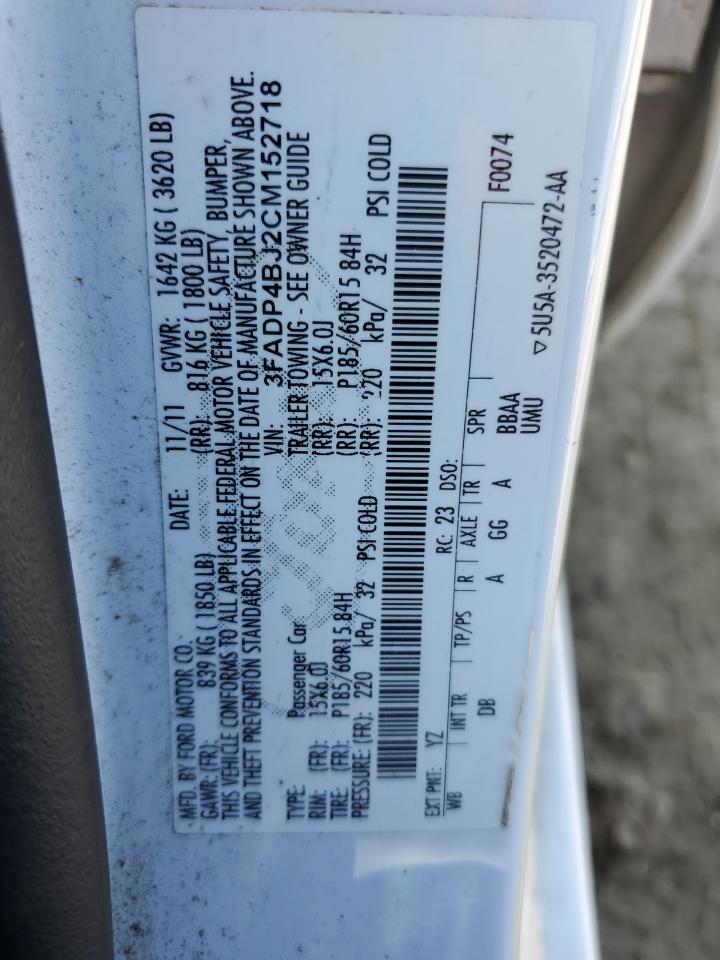 MFD. BY FORD MOTOR CO.
DATE: 11/11 GVWR: 1642 KG ( 3620 LB)
GAWR: (FR): 839 KG (1850 LB) (RR): 816 KG ( 1800 LB)
THIS VEHICLE CONFORMS TO ALL APPLICABLE FEDERAL MOTOR VEHICLE SAFETY, BUMPER,
AND THEFT PREVENTION STANDARDS IN EFFECT ON THE DATE OF MANUFACTURE SHOWN ABOVE.
VIN: 3FADP4BJ2CM152718
TYPE: Passenger Car TRAILER TOWING - SEE OWNER GUIDE
RIM: (FR): 15X6.0J (RR): 15X6.0J
TIRE: (FR): P185/60R15 84H (RR): P185/60R15 84H
PRESSURE: (FR): 220 kPa/ 32 PSI COLD (RR): 220 kPa/ 32 PSI COLD
EXT PNT: YZ RC: 23 DSO: F0074
WB INT TR TP/PS R AXLE TR SPR
DB A GG A BBAA
UMU
▽5U5A-3520472-AA